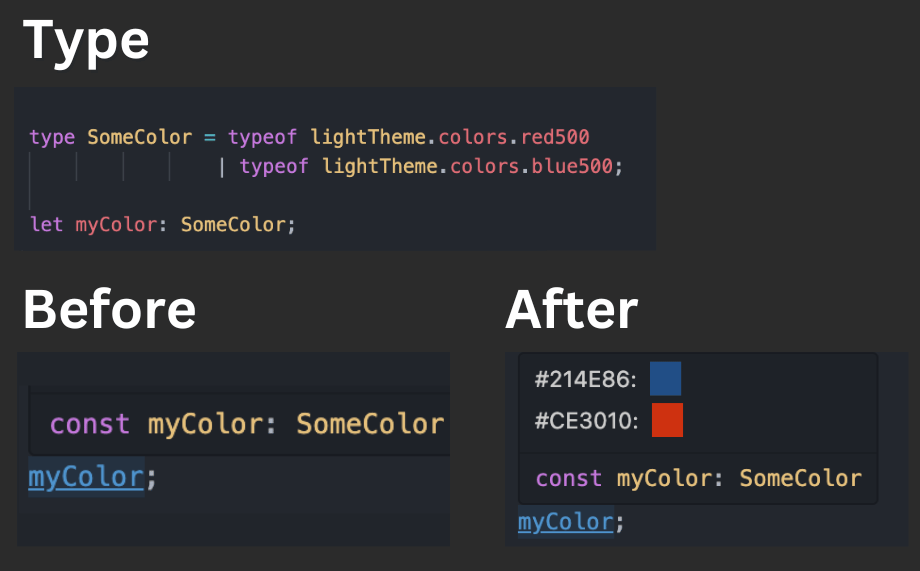 Type
type SomeColor = typeof lightTheme.colors.red500
| typeof lightTheme.colors.blue500;
let myColor: SomeColor;
Before
const myColor: SomeColor
myColor;
After
#214E86:
#CE3010:
const myColor: SomeColor
myColor;